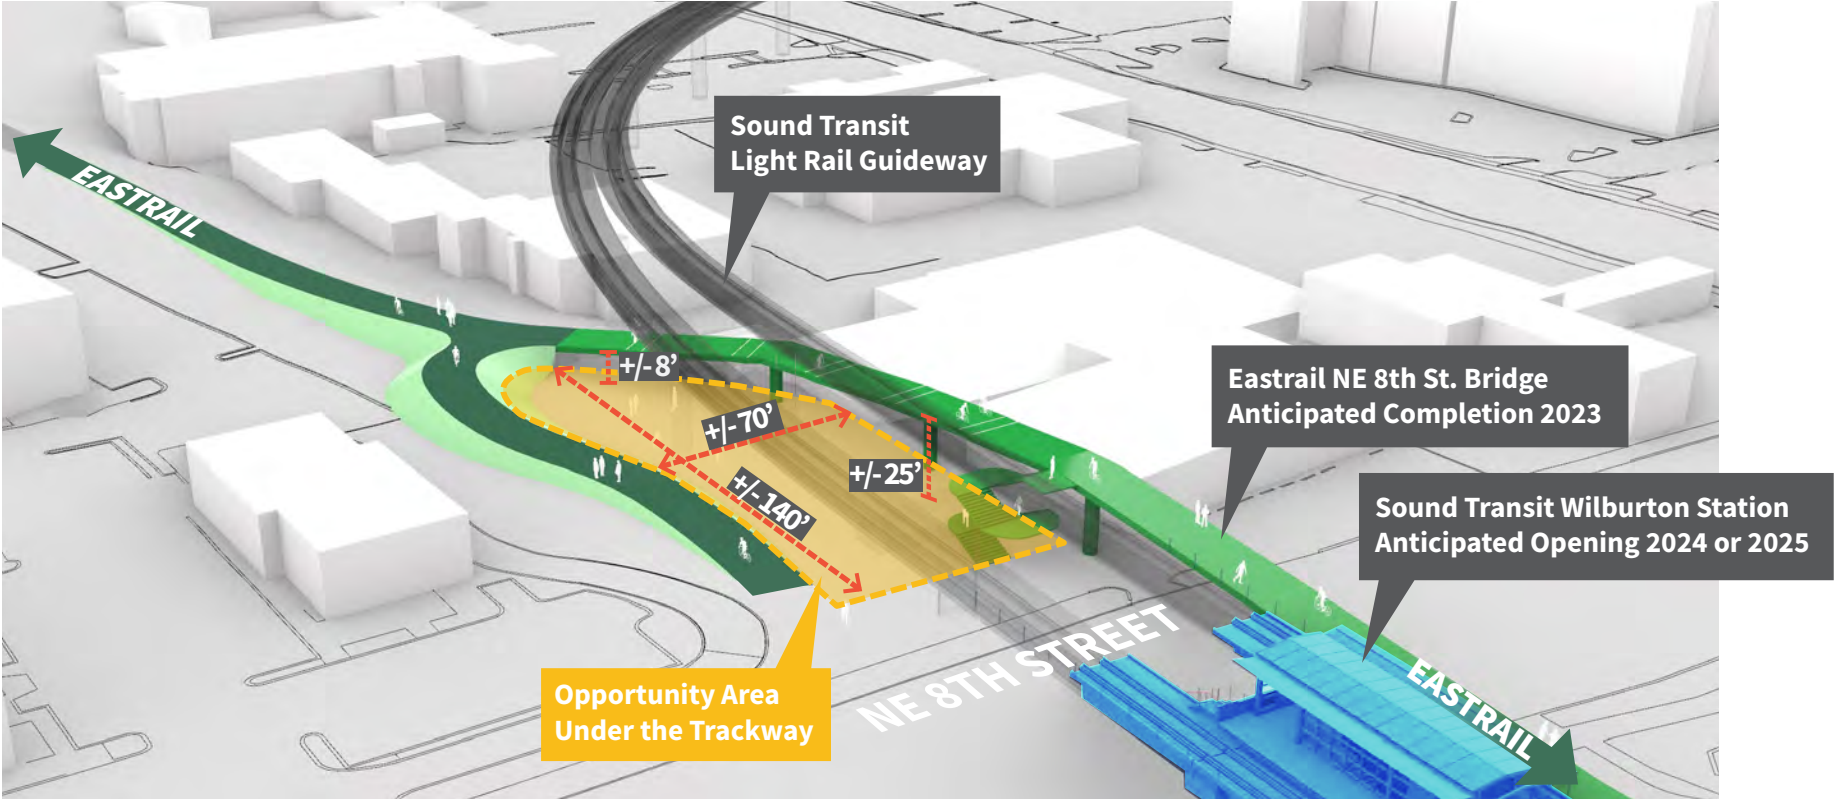 Sound Transit
Light Rail Guideway
EASTRAIL
+/- 8’
+/- 70’
+/- 25’
+/- 140’
Eastrail NE 8th St. Bridge
Anticipated Completion 2023
Sound Transit Wilburton Station
Anticipated Opening 2024 or 2025
NE 8TH STREET
Opportunity Area
Under the Trackway
EASTRAIL